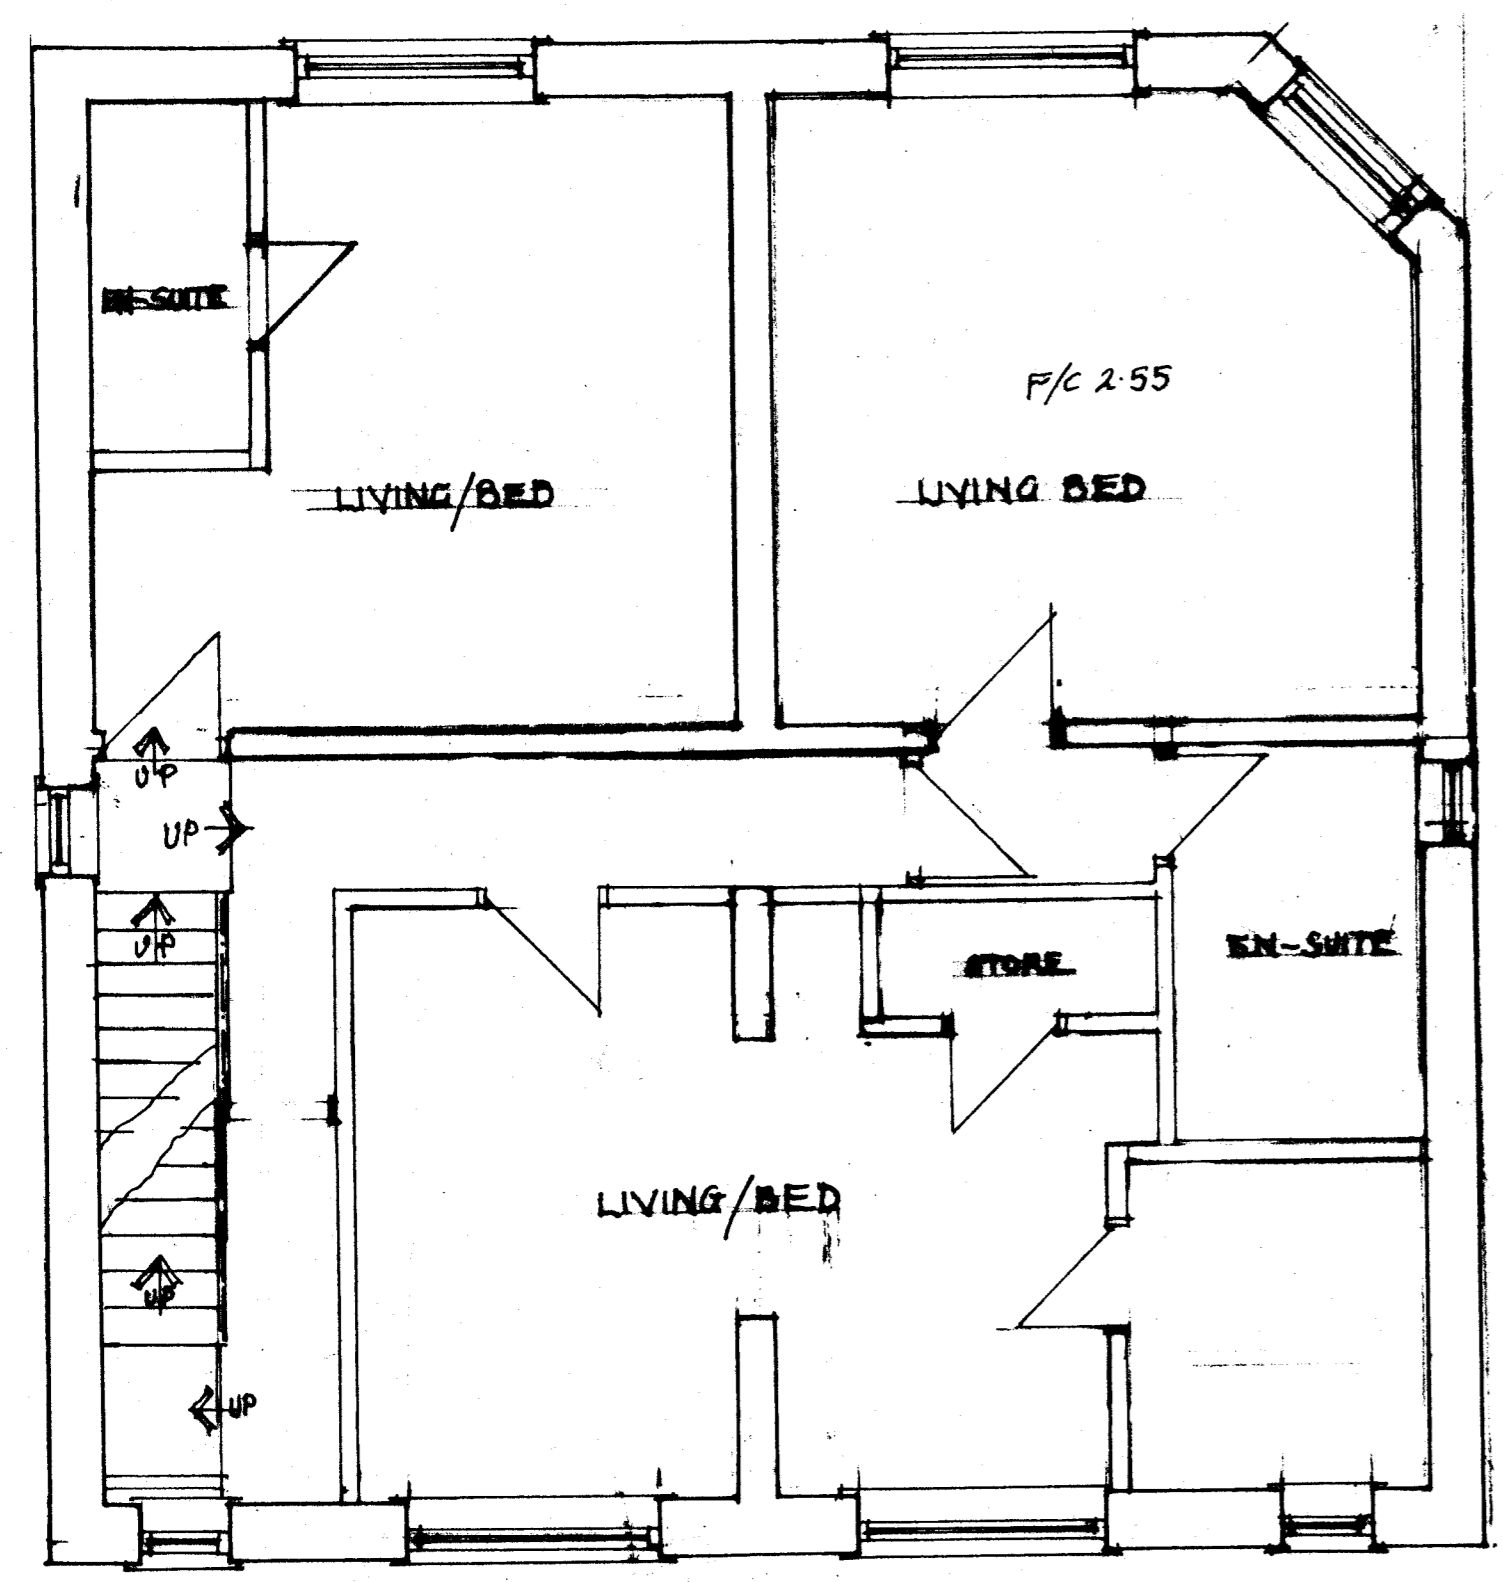 EN-SUITE
F/C 2.55
LIVING/BED
LIVING BED
UP
UP
UP
EN-SUITE
STORE
LIVING/BED
UP
UP